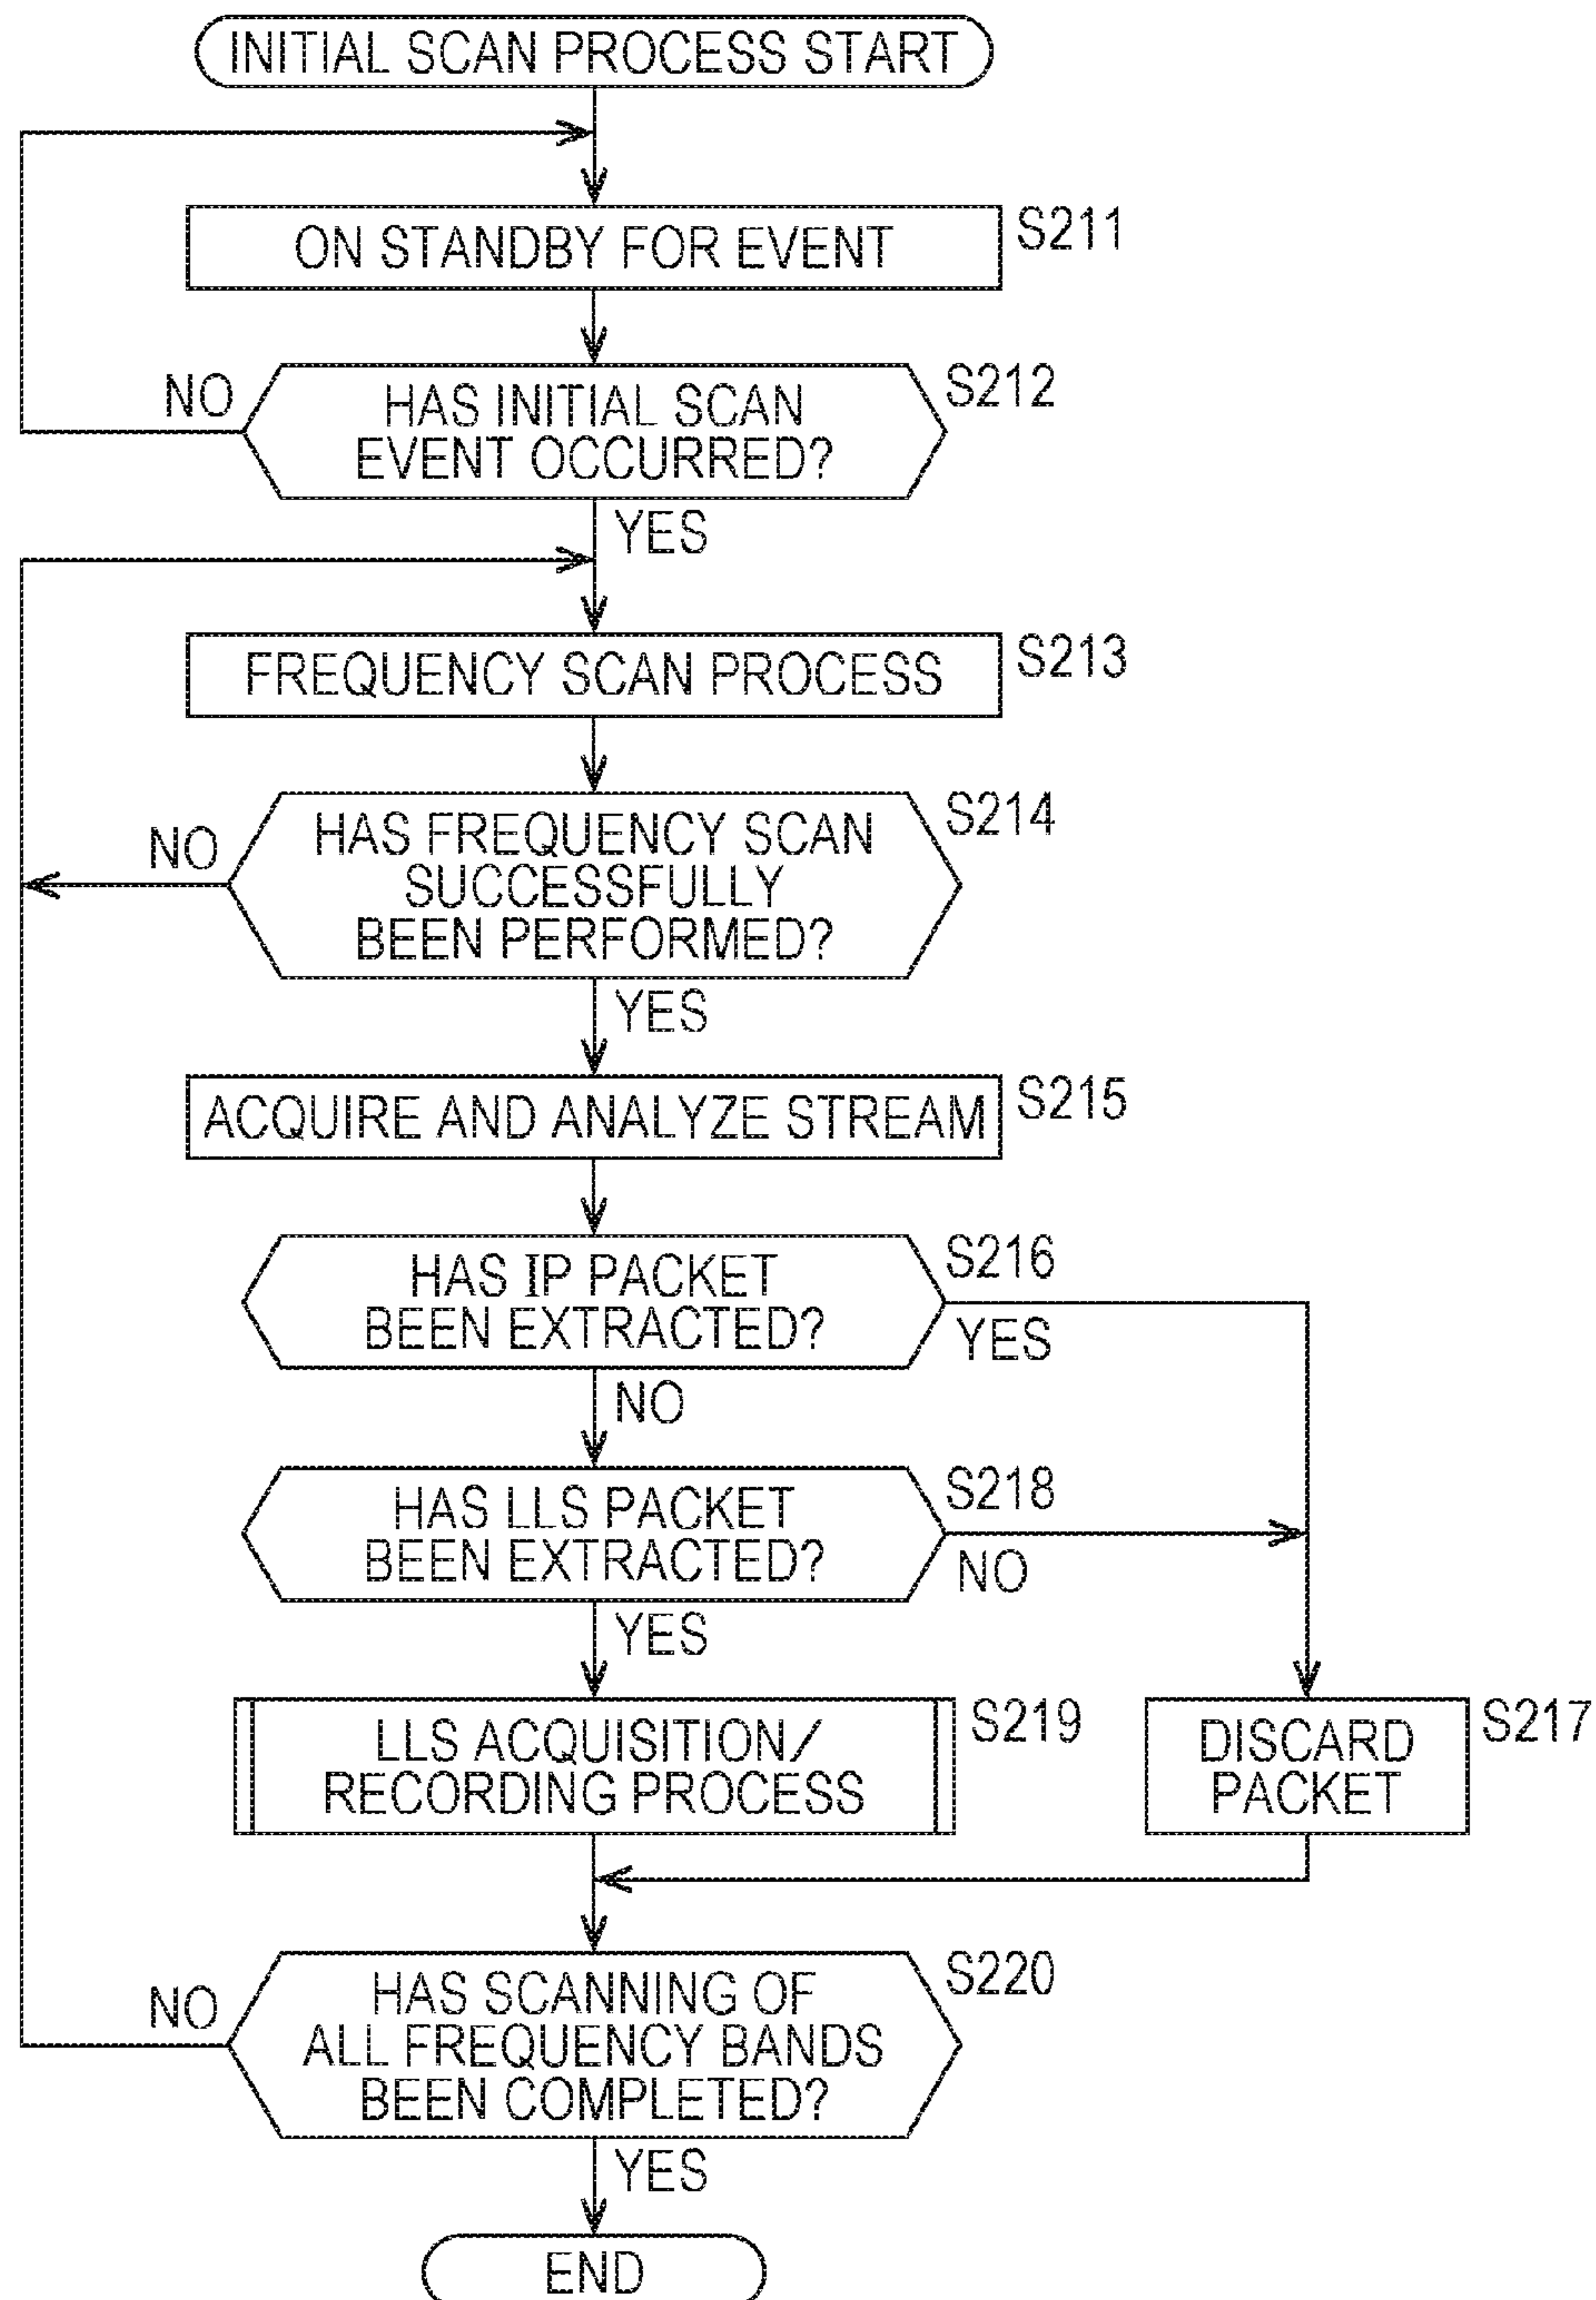 INITIAL SCAN PROCESS START
ON STANDBY FOR EVENT
S211
HAS INITIAL SCAN
EVENT OCCURRED?
S212
NO
YES
FREQUENCY SCAN PROCESS
S213
HAS FREQUENCY SCAN
SUCCESSFULLY
BEEN PERFORMED?
S214
NO
YES
ACQUIRE AND ANALYZE STREAM
S215
HAS IP PACKET
BEEN EXTRACTED?
S216
YES
NO
HAS LLS PACKET
BEEN EXTRACTED?
S218
NO
YES
LLS ACQUISITION/
RECORDING PROCESS
S219
DISCARD
PACKET
S217
HAS SCANNING OF
ALL FREQUENCY BANDS
BEEN COMPLETED?
S220
NO
YES
END